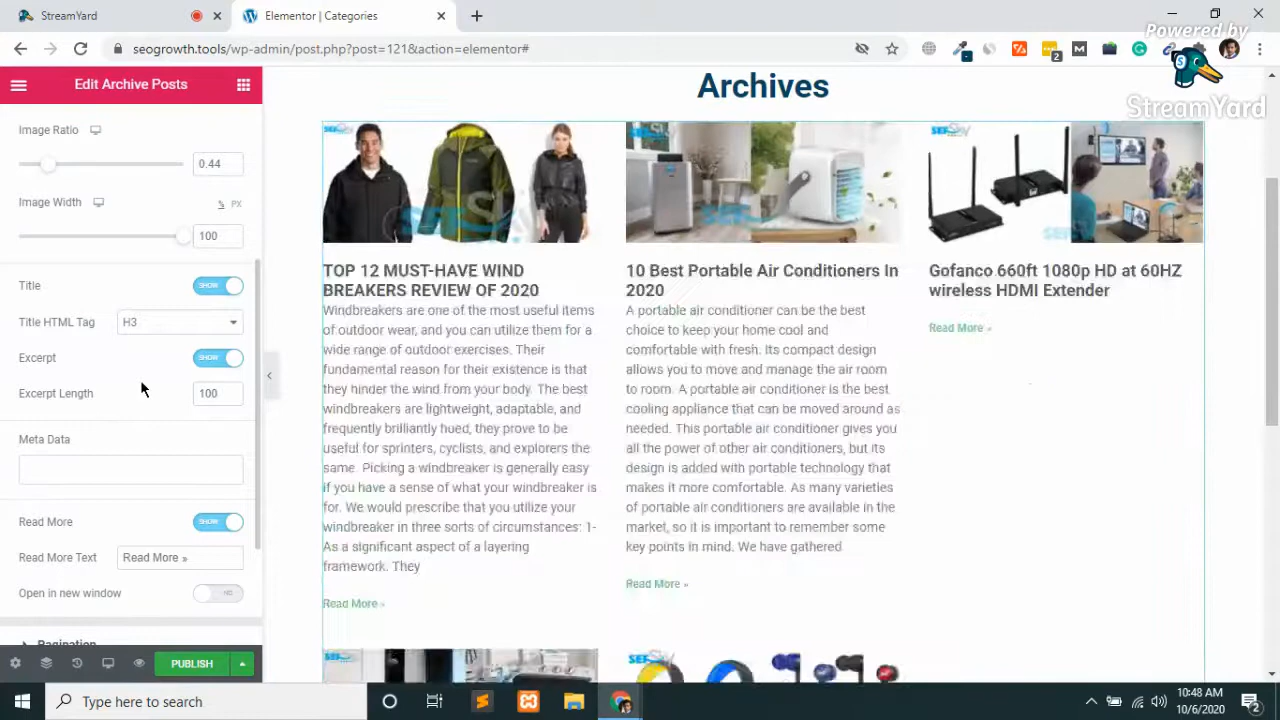 StreamYard
Elementor | Categories
seogrowth.tools/wp-admin/post.php?post=121&action=elementor#
2
Powered by
StreamYard
Edit Archive Posts
Image Ratio
0.44
Image Width
% PX
100
Title
SHOW
Title HTML Tag
H3
Excerpt
SHOW
Excerpt Length
100
Meta Data
Read More
SHOW
Read More Text
Read More »
Open in new window
NO
Pagination
PUBLISH
Archives
TOP 12 MUST-HAVE WIND
BREAKERS REVIEW OF 2020
Windbreakers are one of the most useful items
of outdoor wear, and you can utilize them for a
wide range of outdoor exercises. Their
fundamental reason for their existence is that
they hinder the wind from your body. The best
windbreakers are lightweight, adaptable, and
frequently brilliantly hued, they prove to be
useful for sprinters, cyclists, and explorers the
same. Picking a windbreaker is generally easy
if you have a sense of what your windbreaker is
for. We would prescribe that you utilize your
windbreaker in three sorts of circumstances: 1-
As a significant aspect of a layering
framework. They
Read More »
10 Best Portable Air Conditioners In
2020
A portable air conditioner can be the best
choice to keep your home cool and
comfortable with fresh. Its compact design
allows you to move and manage the air room
to room. A portable air conditioner is the best
cooling appliance that can be moved around as
needed. This portable air conditioner gives you
all the power of other air conditioners, but its
design is added with portable technology that
makes it more comfortable. As many varieties
of portable air conditioners are available in the
market, so it is important to remember some
key points in mind. We have gathered
Read More »
Gofanco 660ft 1080p HD at 60HZ
wireless HDMI Extender
Read More »
Type here to search
10:48 AM
10/6/2020
2